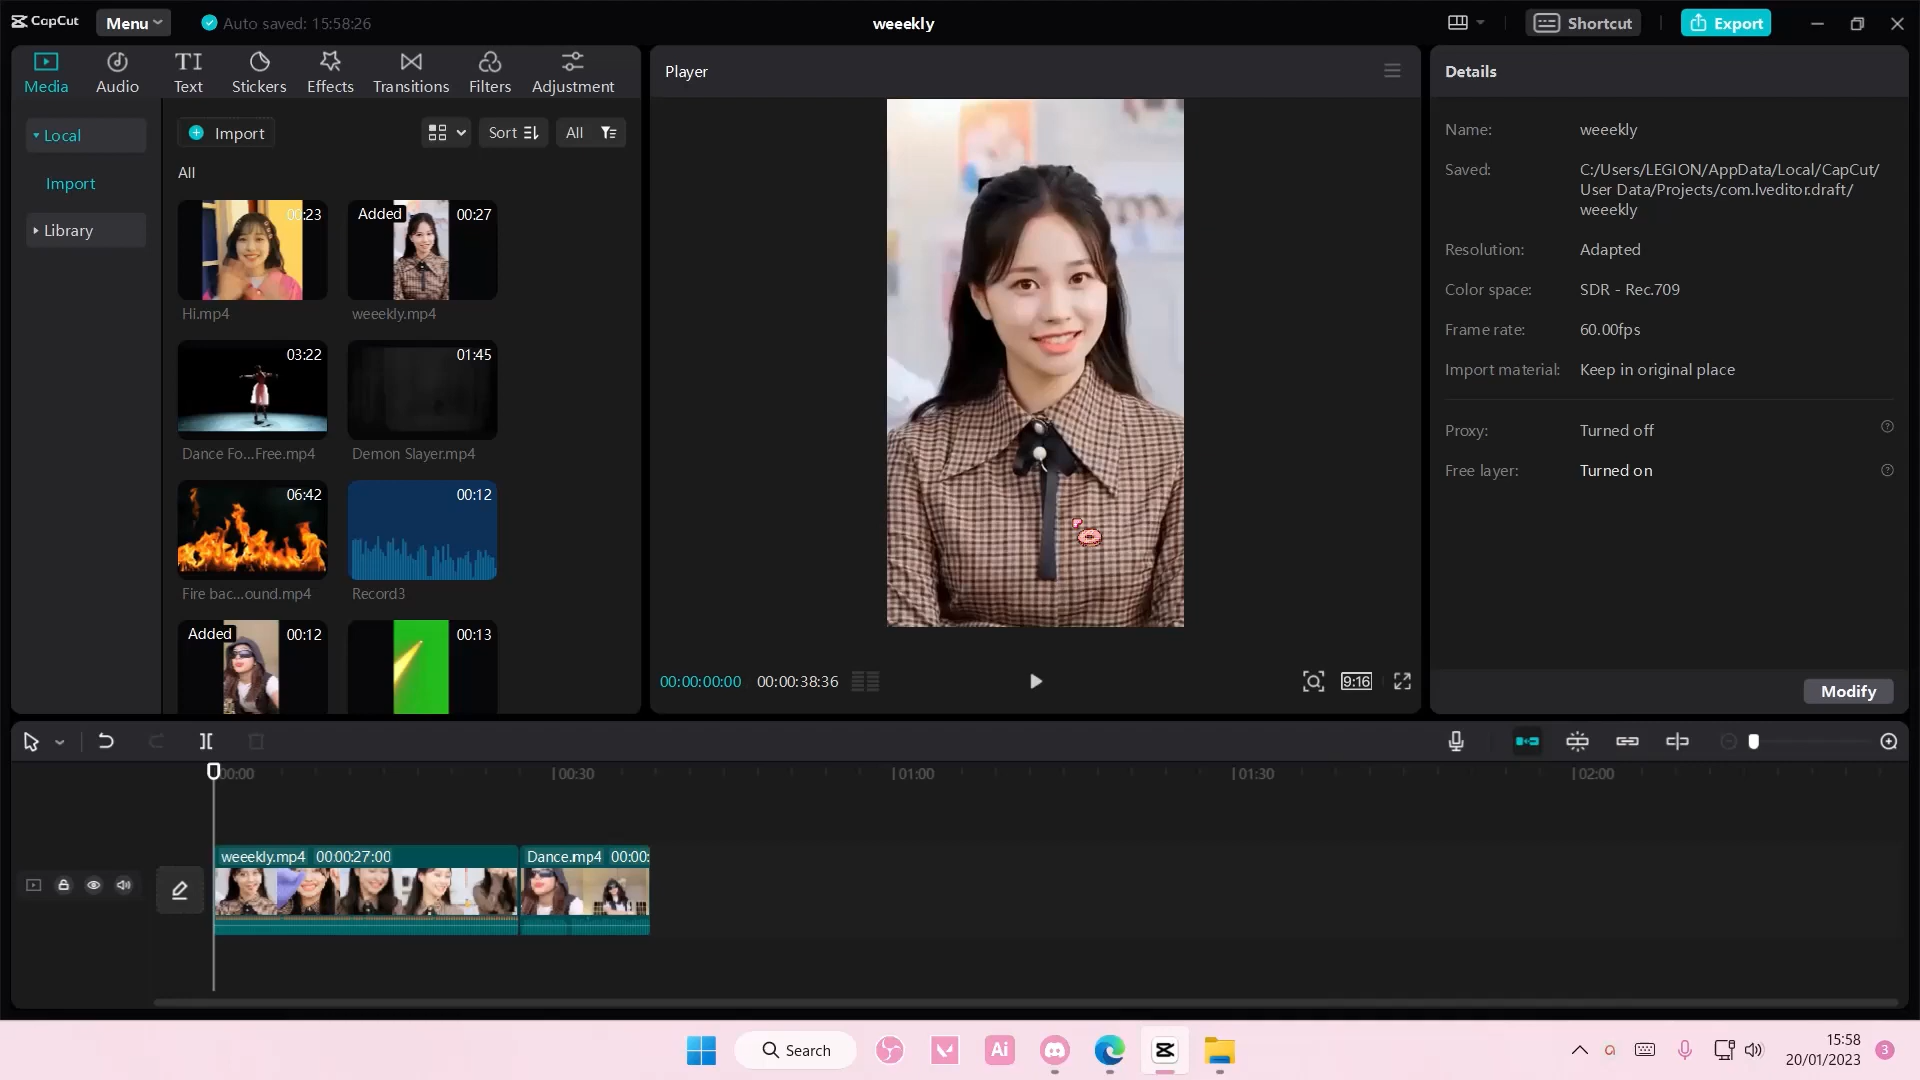 CapCut
Menu
Auto saved: 15:58:26
weeekly
Shortcut
Export
Media
Audio
TI
Text
Stickers
Effects
Transitions
Filters
Adjustment
Player
Details
Local
Import
Library
Import
Sort
All
All
00:23
Hi.mp4
Added
00:27
weeekly.mp4
03:22
Dance Fo...Free.mp4
01:45
Demon Slayer.mp4
06:42
Fire bac...ound.mp4
00:12
Record3
Added
00:12
00:13
00:00:00:00
00:00:38:36
9:16
Name:
weeekly
Saved:
C:/Users/LEGION/AppData/Local/CapCut/
User Data/Projects/com.lveditor.draft/
weeekly
Resolution:
Adapted
Color space:
SDR - Rec.709
Frame rate:
60.00fps
Import material:
Keep in original place
Proxy:
Turned off
Free layer:
Turned on
Modify
00:00
00:30
01:00
01:30
02:00
weeekly.mp4 00:00:27:00
Dance.mp4 00:00:
Search
Ai
15:58
20/01/2023
3